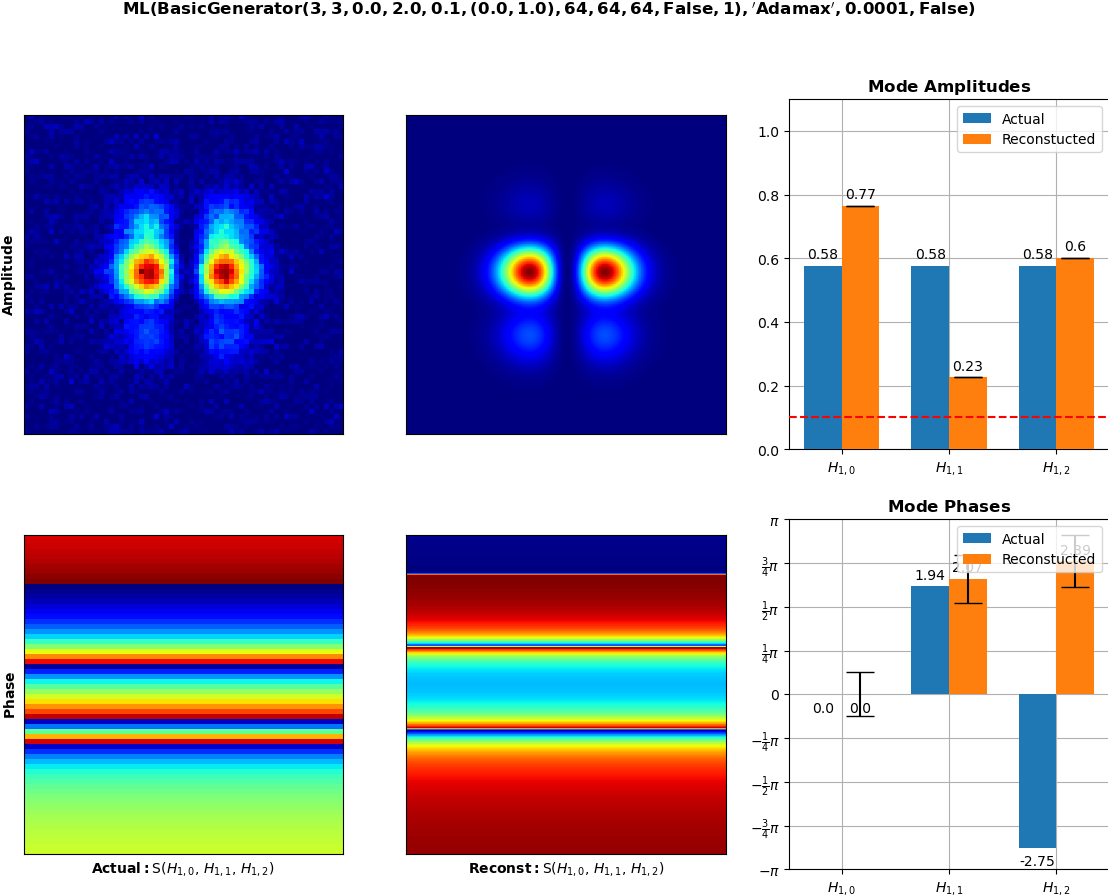 ML(BasicGenerator(3, 3, 0.0, 2.0, 0.1, (0.0, 1.0), 64, 64, 64, False, 1), 'Adamax', 0.0001, False)
Amplitude
Mode Amplitudes
Actual
Reconstucted
1.0
0.8
0.6
0.4
0.2
0.0
0.58
0.77
0.58
0.23
0.58
0.6
H1,0
H1,1
H1,2
Phase
Actual: S(H1,0, H1,1, H1,2)
Reconst: S(H1,0, H1,1, H1,2)
Mode Phases
Actual
Reconstucted
π
3/4π
1/2π
1/4π
0
−1/4π
−1/2π
−3/4π
−π
0.0
0.0
1.94
-2.75
H1,0
H1,1
H1,2